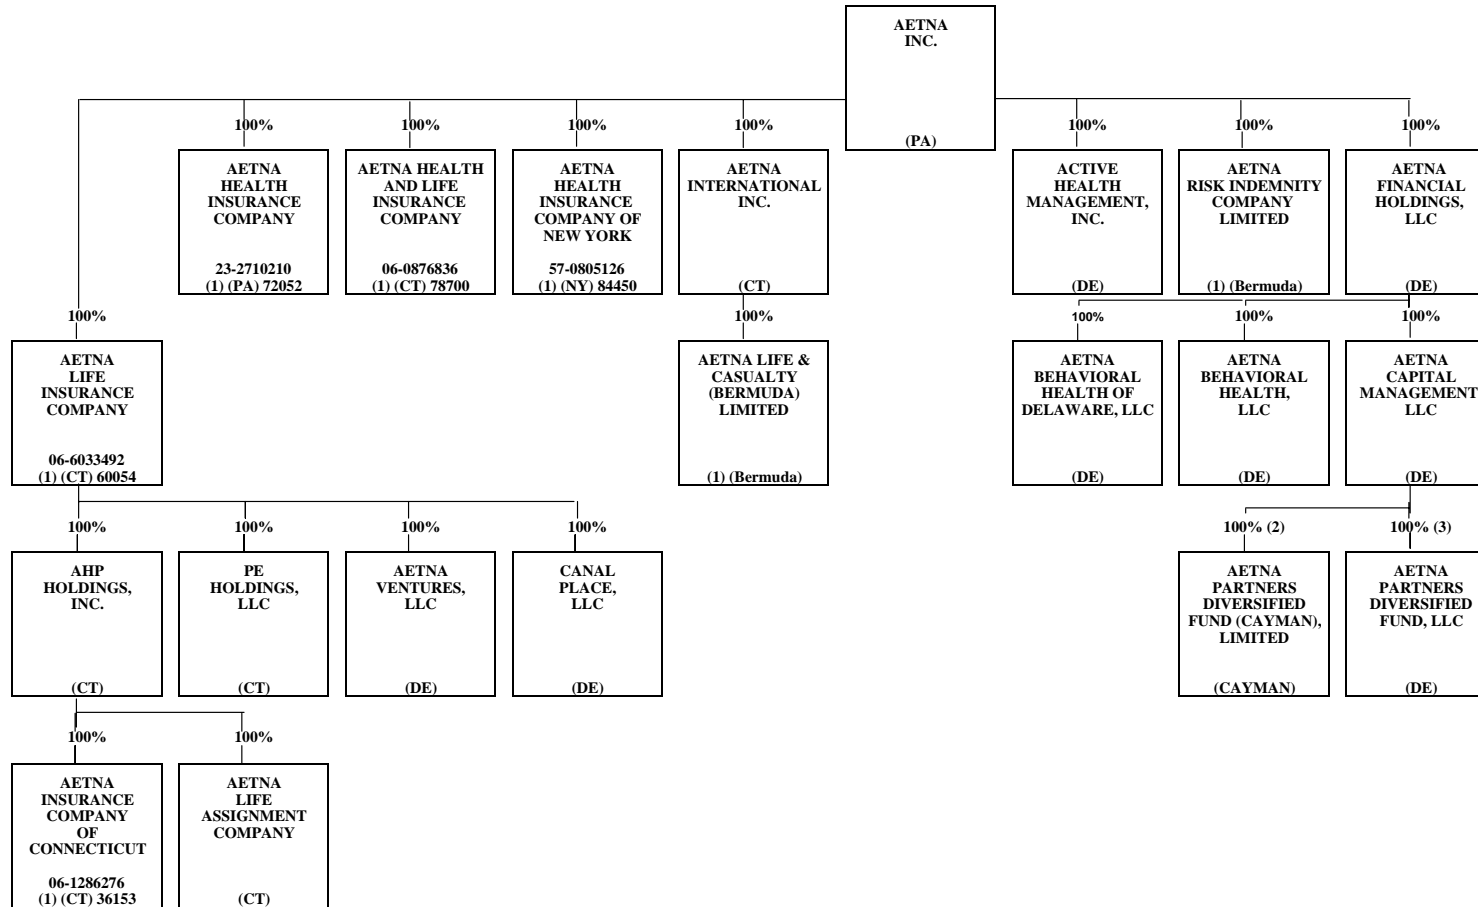 AETNA
INC.
(PA)
100%
100%
100%
100%
100%
100%
100%
AETNA
HEALTH
INSURANCE
COMPANY
23-2710210
(1) (PA) 72052
AETNA HEALTH
AND LIFE
INSURANCE
COMPANY
06-0876836
(1) (CT) 78700
AETNA
HEALTH
INSURANCE
COMPANY OF
NEW YORK
57-0805126
(1) (NY) 84450
AETNA
INTERNATIONAL
INC.
(CT)
ACTIVE
HEALTH
MANAGEMENT,
INC.
(DE)
AETNA
RISK INDEMNITY
COMPANY
LIMITED
(1) (Bermuda)
AETNA
FINANCIAL
HOLDINGS,
LLC
(DE)
100%
100%
100%
100%
100%
AETNA
LIFE
INSURANCE
COMPANY
06-6033492
(1) (CT) 60054
AETNA LIFE &
CASUALTY
(BERMUDA)
LIMITED
(1) (Bermuda)
AETNA
BEHAVIORAL
HEALTH OF
DELAWARE, LLC
(DE)
AETNA
BEHAVIORAL
HEALTH,
LLC
(DE)
AETNA
CAPITAL
MANAGEMENT
LLC
(DE)
100%
100%
100%
100%
100% (2)
100% (3)
AHP
HOLDINGS,
INC.
(CT)
PE
HOLDINGS,
LLC
(CT)
AETNA
VENTURES,
LLC
(DE)
CANAL
PLACE,
LLC
(DE)
AETNA
PARTNERS
DIVERSIFIED
FUND (CAYMAN),
LIMITED
(CAYMAN)
AETNA
PARTNERS
DIVERSIFIED
FUND, LLC
(DE)
100%
100%
AETNA
INSURANCE
COMPANY
OF
CONNECTICUT
06-1286276
(1) (CT) 36153
AETNA
LIFE
ASSIGNMENT
COMPANY
(CT)